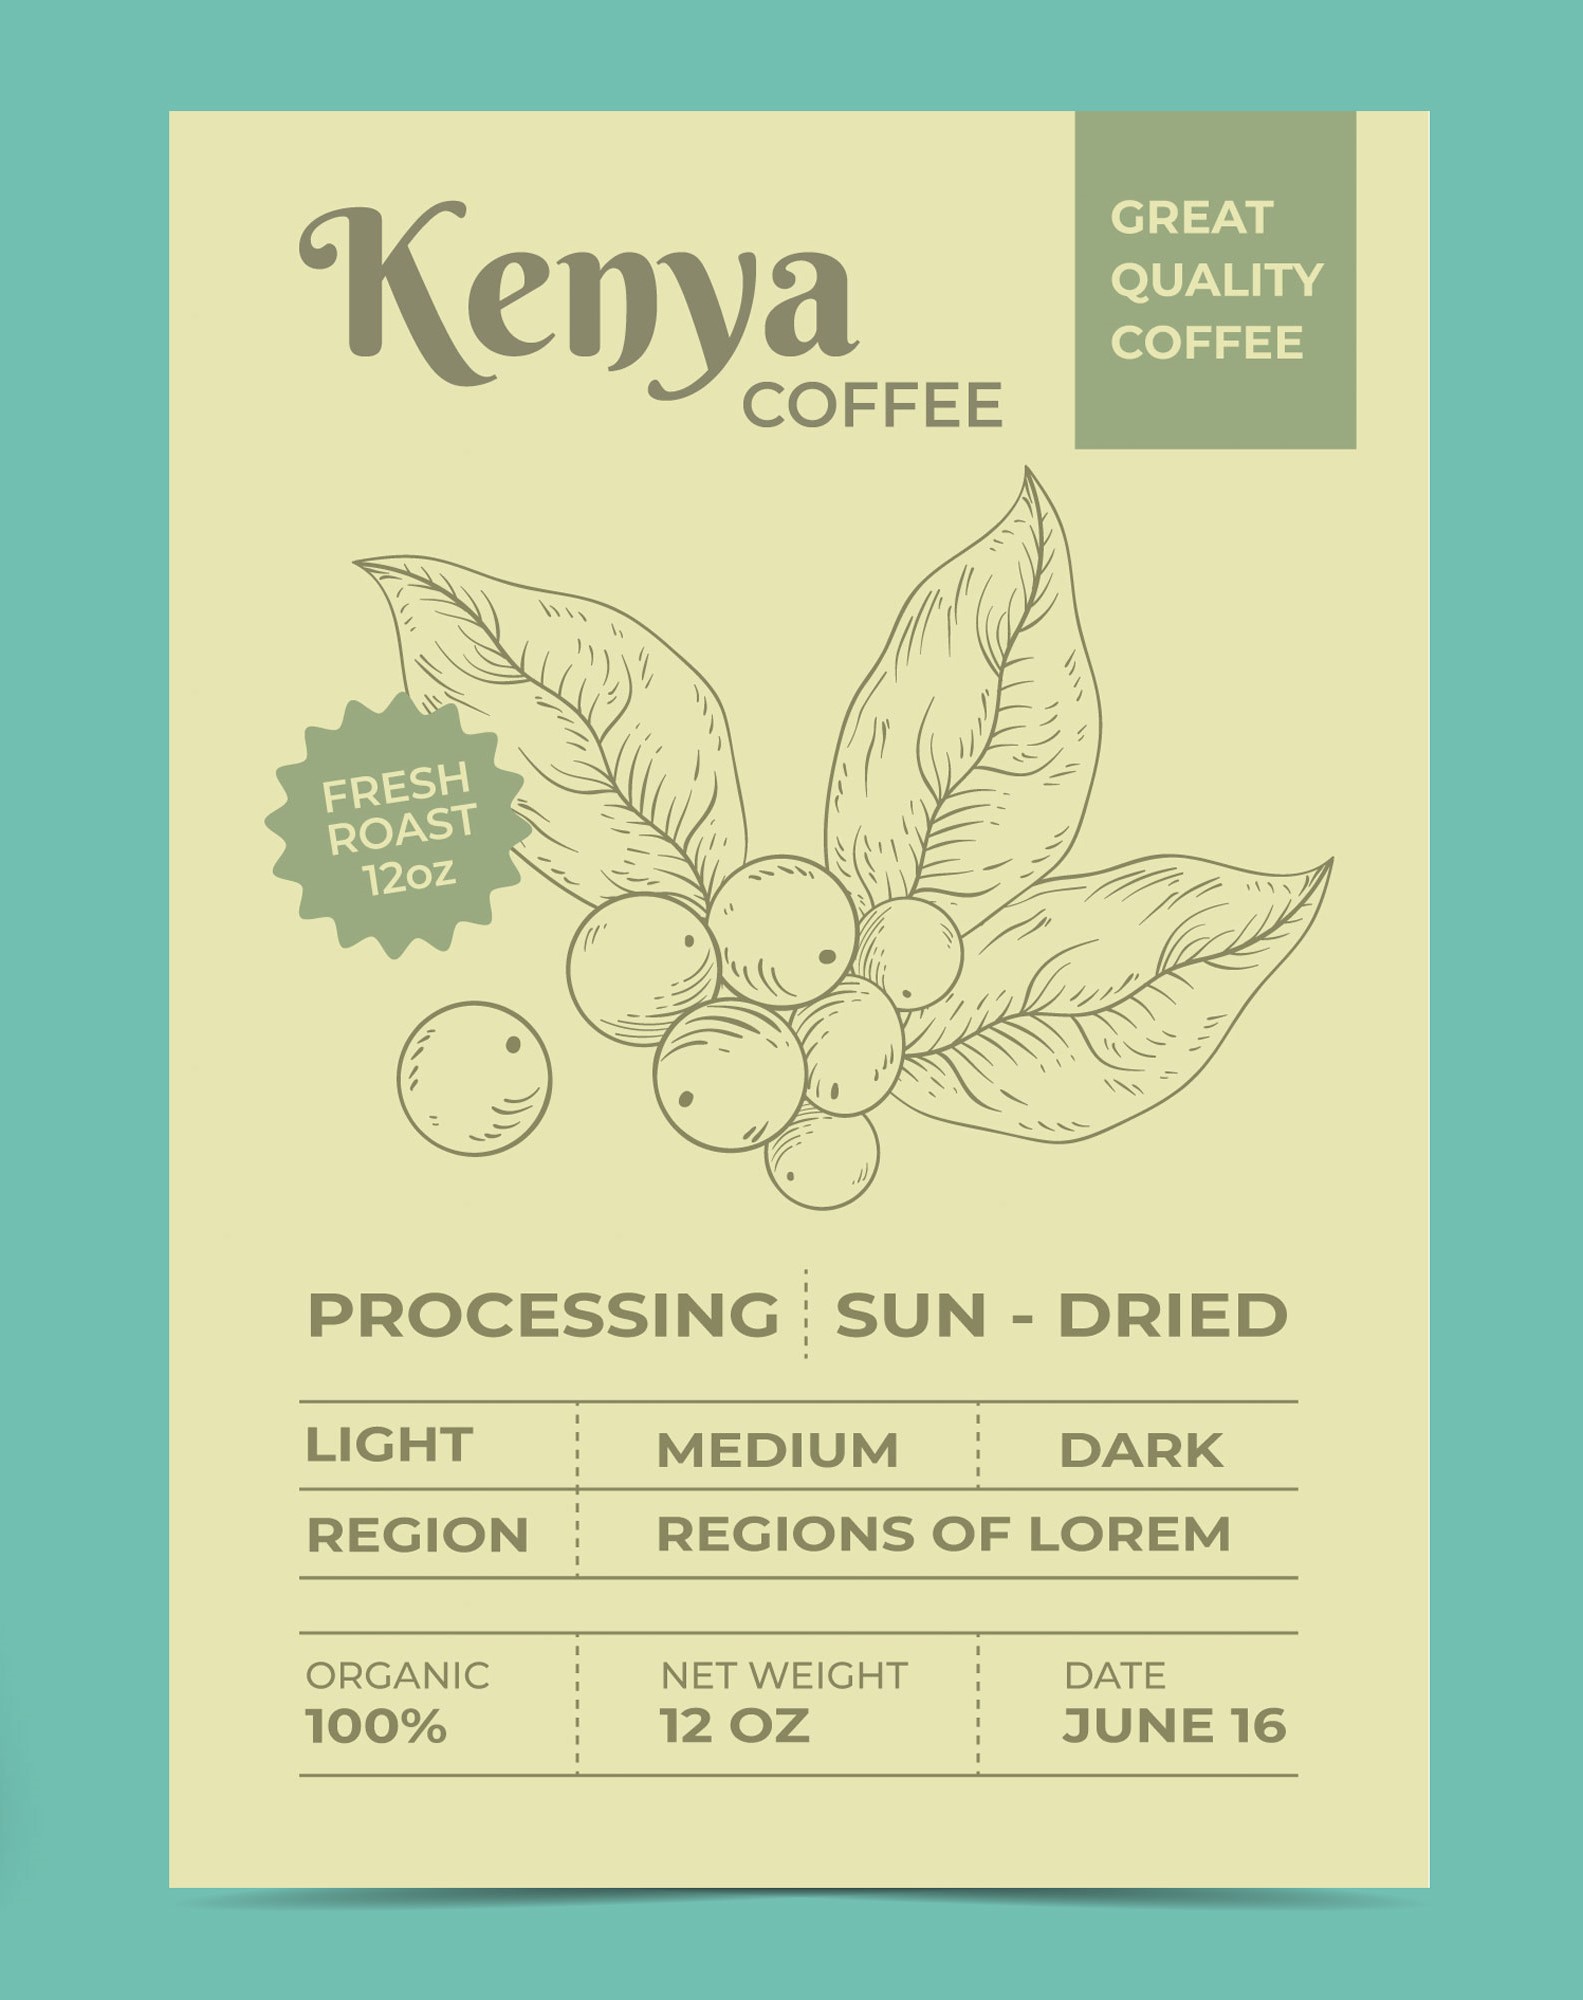 Kenya
COFFEE
GREAT
QUALITY
COFFEE
FRESH
ROAST
12oz
PROCESSING SUN - DRIED
LIGHT MEDIUM DARK
REGION REGIONS OF LOREM
ORGANIC NET WEIGHT DATE
100% 12 OZ JUNE 16